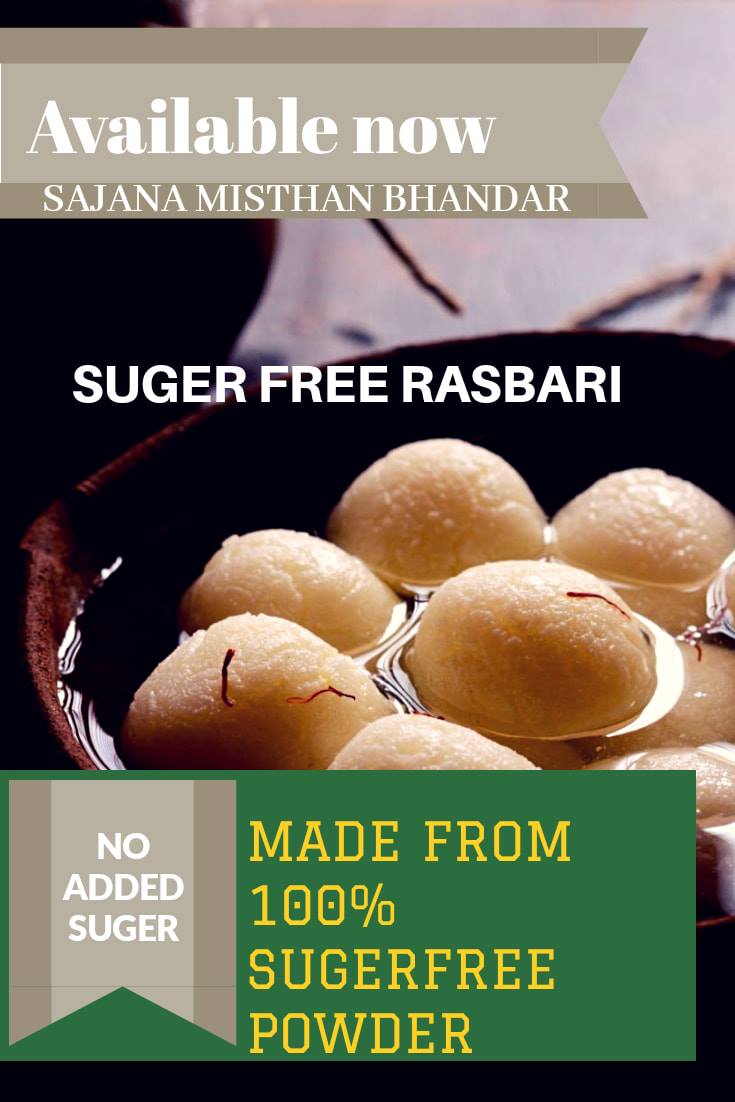 Available now
SAJANA MISTHAN BHANDAR
SUGER FREE RASBARI
NO
ADDED
SUGER
MADE FROM
100%
SUGERFREE
POWDER